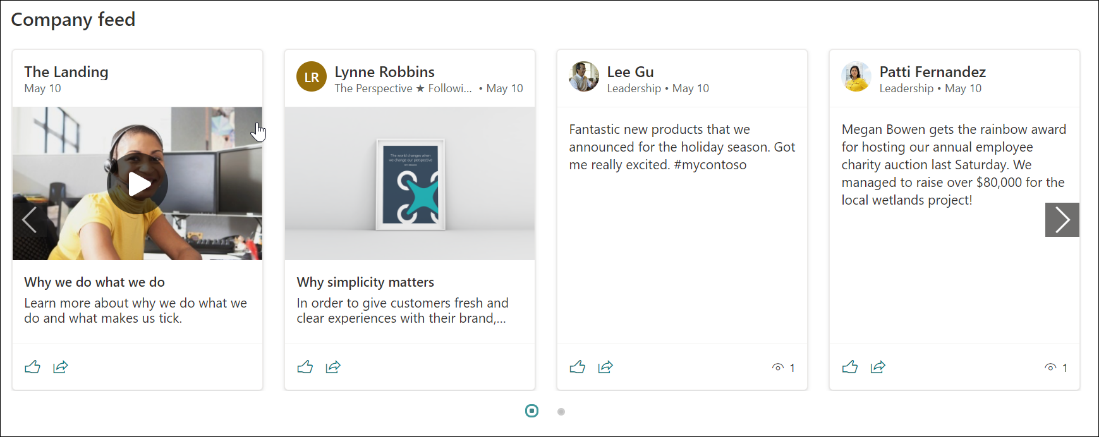 Company feed
The Landing
May 10
Why we do what we do
Learn more about why we do what we
do and what makes us tick.
LR
Lynne Robbins
The Perspective ★ Followi... • May 10
Why simplicity matters
In order to give customers fresh and
clear experiences with their brand,...
Lee Gu
Leadership • May 10
Fantastic new products that we
announced for the holiday season. Got
me really excited. #mycontoso
1
Patti Fernandez
Leadership • May 10
Megan Bowen gets the rainbow award
for hosting our annual employee
charity auction last Saturday. We
managed to raise over $80,000 for the
local wetlands project!
1